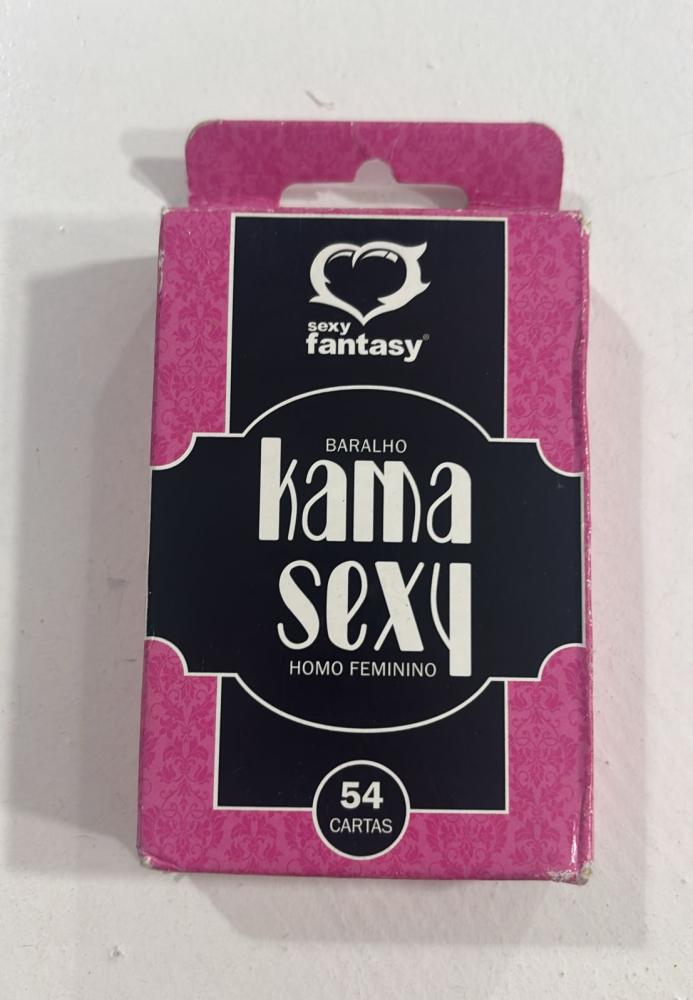 sexy
fantasy®
BARALHO
kama
sexy
HOMO FEMININO
54
CARTAS